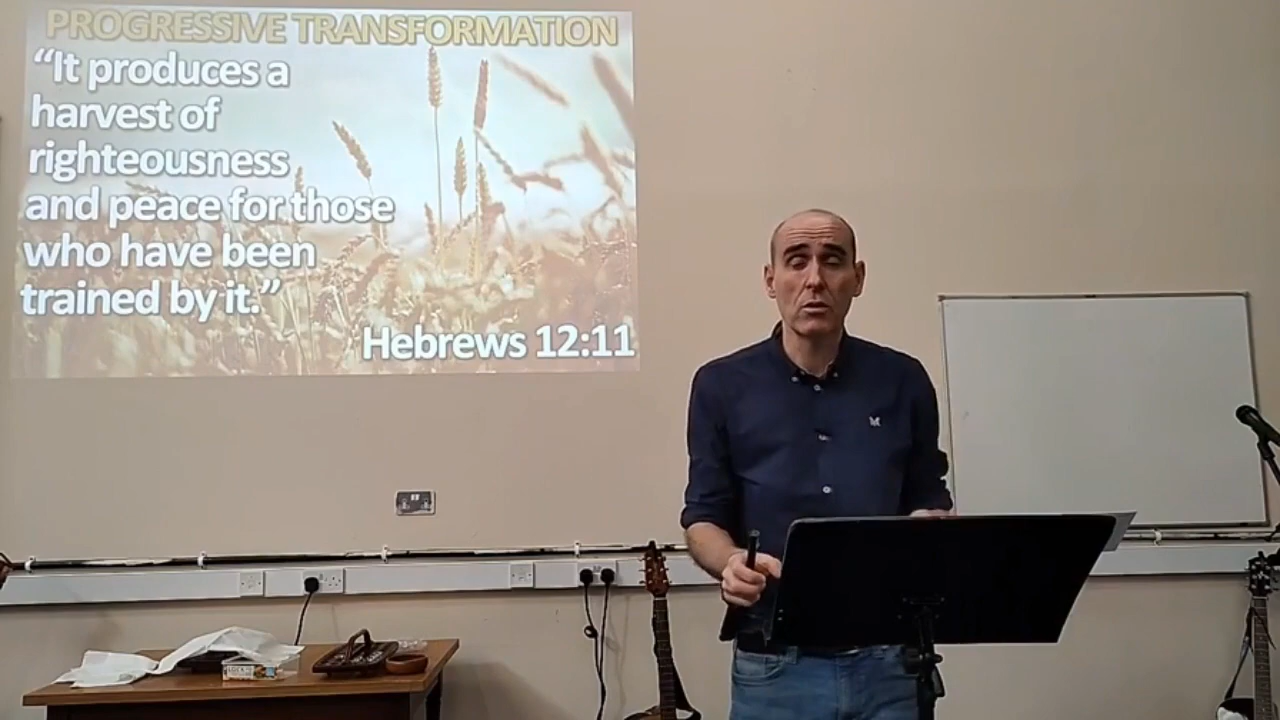 PROGRESSIVE TRANSFORMATION
“It produces a
harvest of
righteousness
and peace for those
who have been
trained by it.”
Hebrews 12:11